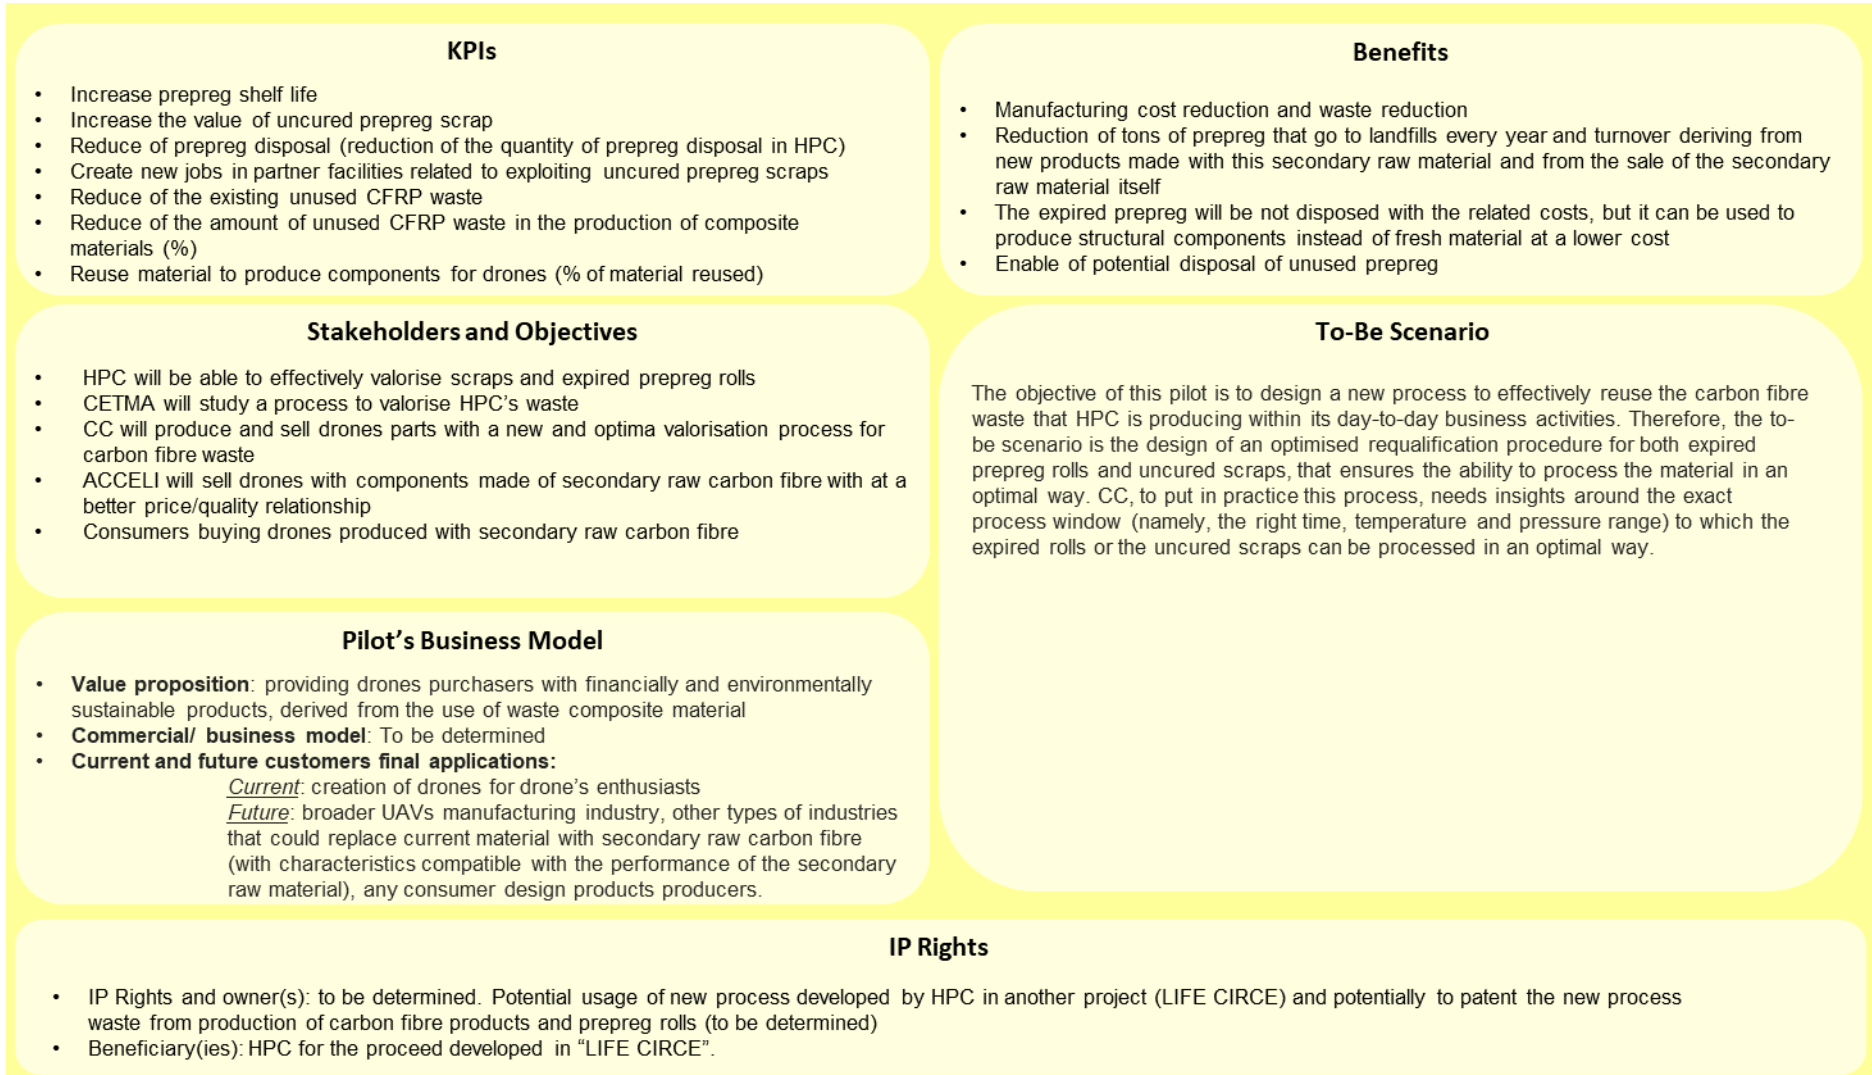 KPIs
• Increase prepreg shelf life
• Increase the value of uncured prepreg scrap
• Reduce of prepreg disposal (reduction of the quantity of prepreg disposal in HPC)
• Create new jobs in partner facilities related to exploiting uncured prepreg scraps
• Reduce of the existing unused CFRP waste
• Reduce of the amount of unused CFRP waste in the production of composite
materials (%)
• Reuse material to produce components for drones (% of material reused)
Benefits
• Manufacturing cost reduction and waste reduction
• Reduction of tons of prepreg that go to landfills every year and turnover deriving from
new products made with this secondary raw material and from the sale of the secondary
raw material itself
• The expired prepreg will be not disposed with the related costs, but it can be used to
produce structural components instead of fresh material at a lower cost
• Enable of potential disposal of unused prepreg
Stakeholders and Objectives
• HPC will be able to effectively valorise scraps and expired prepreg rolls
• CETMA will study a process to valorise HPC’s waste
• CC will produce and sell drones parts with a new and optima valorisation process for
carbon fibre waste
• ACCELI will sell drones with components made of secondary raw carbon fibre with at a
better price/quality relationship
• Consumers buying drones produced with secondary raw carbon fibre
To-Be Scenario
The objective of this pilot is to design a new process to effectively reuse the carbon fibre
waste that HPC is producing within its day-to-day business activities. Therefore, the to-
be scenario is the design of an optimised requalification procedure for both expired
prepreg rolls and uncured scraps, that ensures the ability to process the material in an
optimal way. CC, to put in practice this process, needs insights around the exact
process window (namely, the right time, temperature and pressure range) to which the
expired rolls or the uncured scraps can be processed in an optimal way.
Pilot’s Business Model
• Value proposition: providing drones purchasers with financially and environmentally
sustainable products, derived from the use of waste composite material
• Commercial/ business model: To be determined
• Current and future customers final applications:
Current: creation of drones for drone’s enthusiasts
Future: broader UAVs manufacturing industry, other types of industries
that could replace current material with secondary raw carbon fibre
(with characteristics compatible with the performance of the secondary
raw material), any consumer design products producers.
IP Rights
• IP Rights and owner(s): to be determined. Potential usage of new process developed by HPC in another project (LIFE CIRCE) and potentially to patent the new process
waste from production of carbon fibre products and prepreg rolls (to be determined)
• Beneficiary(ies): HPC for the proceed developed in “LIFE CIRCE”.